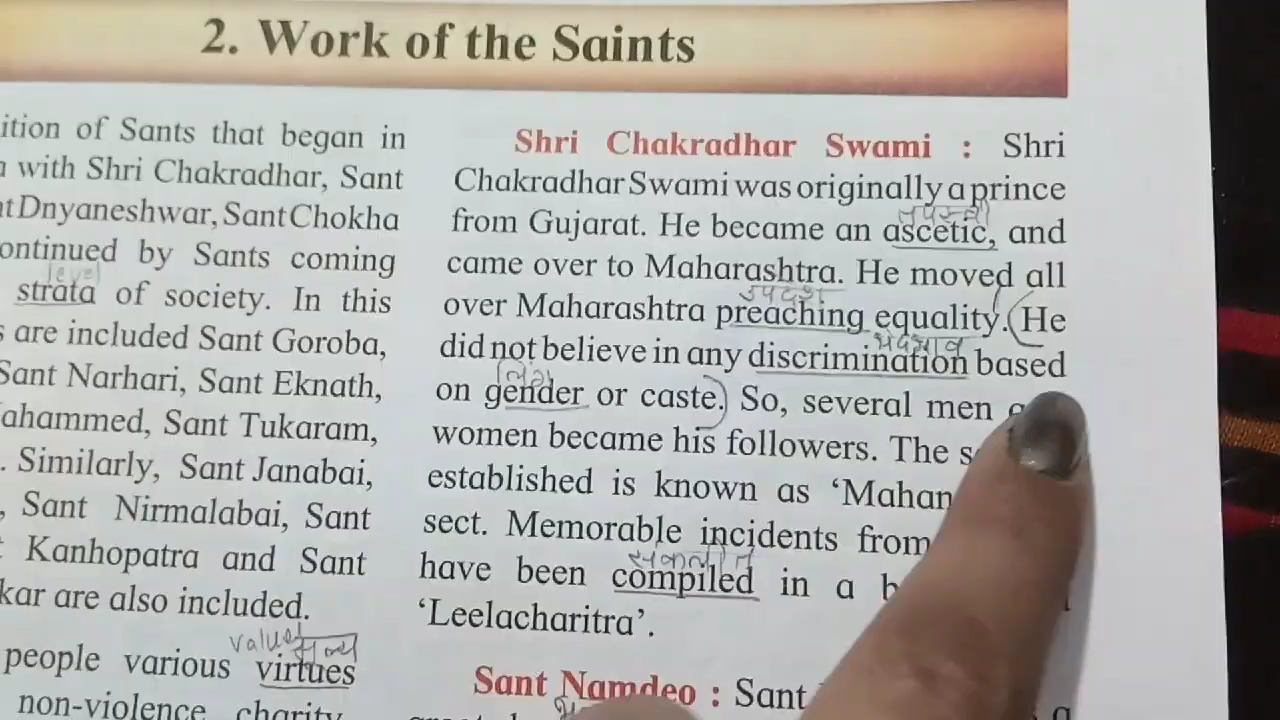 2. Work of the Saints
ition of Sants that began in
with Shri Chakradhar, Sant
Dnyaneshwar, Sant Chokha
ontinued by Sants coming
level
strata of society. In this
s are included Sant Goroba,
Sant Narhari, Sant Eknath,
ahammed, Sant Tukaram,
. Similarly, Sant Janabai,
, Sant Nirmalabai, Sant
Kanhopatra and Sant
kar are also included.
values मूल्य
people various virtues
non-violence, charity,
Shri Chakradhar Swami : Shri
Chakradhar Swami was originally a prince
तपस्वी
from Gujarat. He became an ascetic, and
came over to Maharashtra. He moved all
उपदेश
over Maharashtra preaching equality. (He
भेदभाव
did not believe in any discrimination based
लिंग
on gender or caste.) So, several men
women became his followers. The
established is known as ‘Mahan
sect. Memorable incidents from
संकलित
have been compiled in a b
‘Leelacharitra’.
Sant Namdeo : Sant